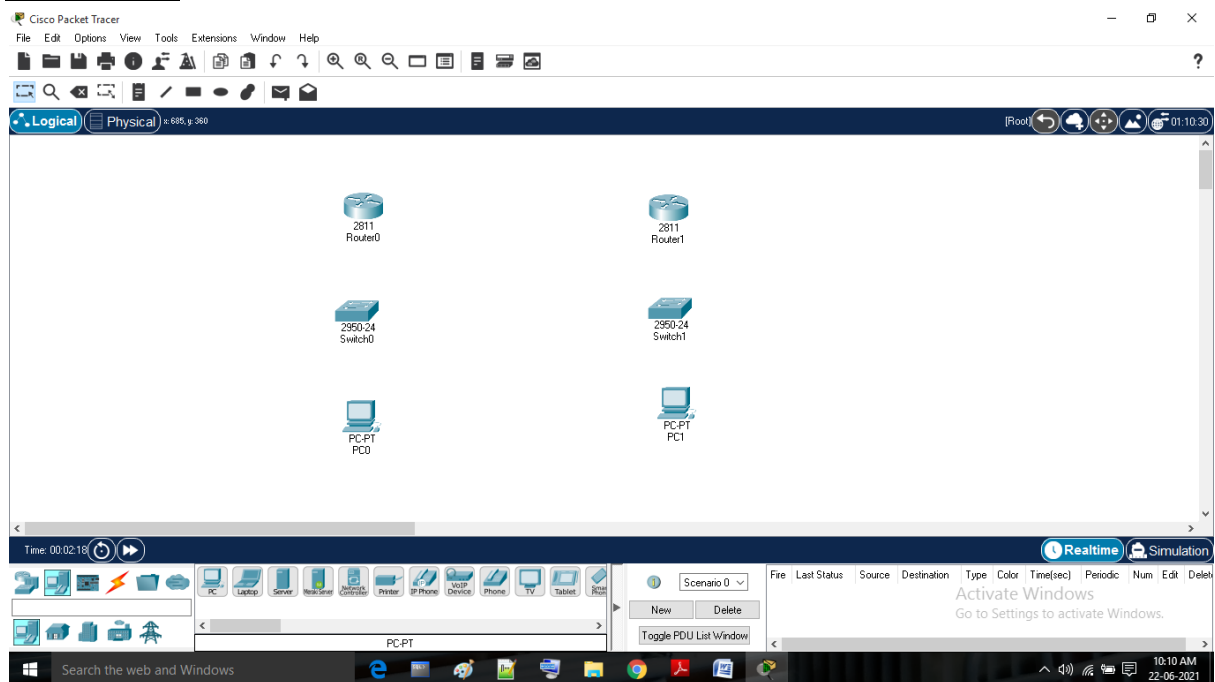 Cisco Packet Tracer
File Edit Options View Tools Extensions Window Help
?
Logical Physical x: 685, y: 360 [Root] 01:10:30
2811
Router0
2811
Router1
2950-24
Switch0
2950-24
Switch1
PC-PT
PC0
PC-PT
PC1
Time: 00:02:18 Realtime Simulation
PC Laptop Server Printer IP Phone VoIP Device Phone TV Tablet
Network Controller
PC-PT
Scenario 0
New Delete
Toggle PDU List Window
Fire Last Status Source Destination Type Color Time(sec) Periodic Num Edit Delet
Activate Windows
Go to Settings to activate Windows.
Search the web and Windows
10:10 AM
22-06-2021